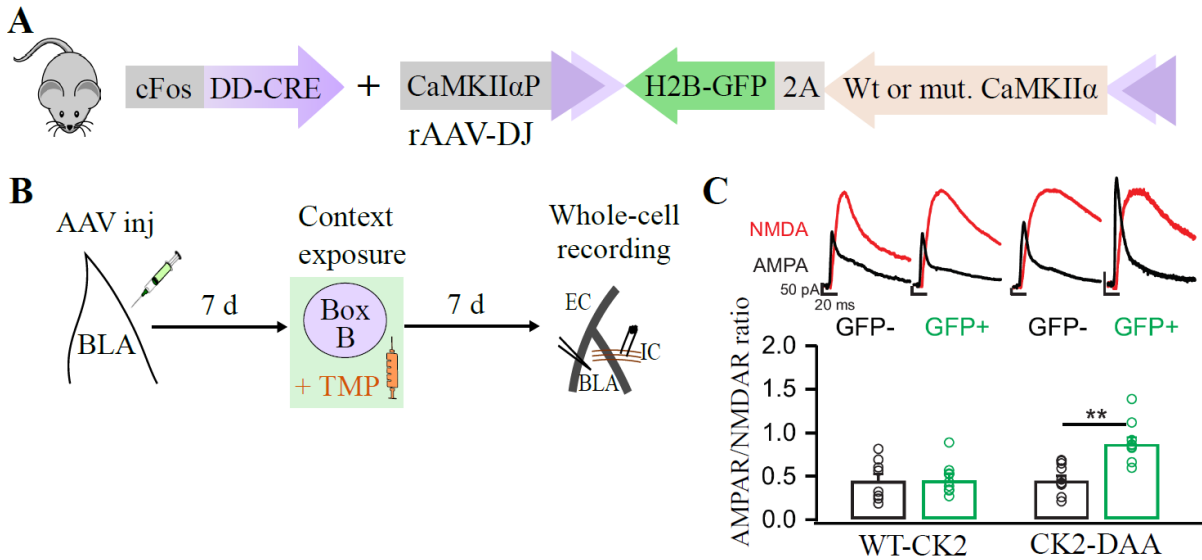 A
cFos DD-CRE + CaMKIIαP H2B-GFP 2A Wt or mut. CaMKIIα
rAAV-DJ
B
AAV inj
BLA
7 d
Context
exposure
Box
B
+ TMP
7 d
Whole-cell
recording
EC
IC
BLA
C
NMDA
AMPA
50 pA
20 ms
GFP- GFP+ GFP- GFP+
AMPAR/NMDAR ratio
2.0
1.5
1.0
0.5
0.0
**
WT-CK2 CK2-DAA